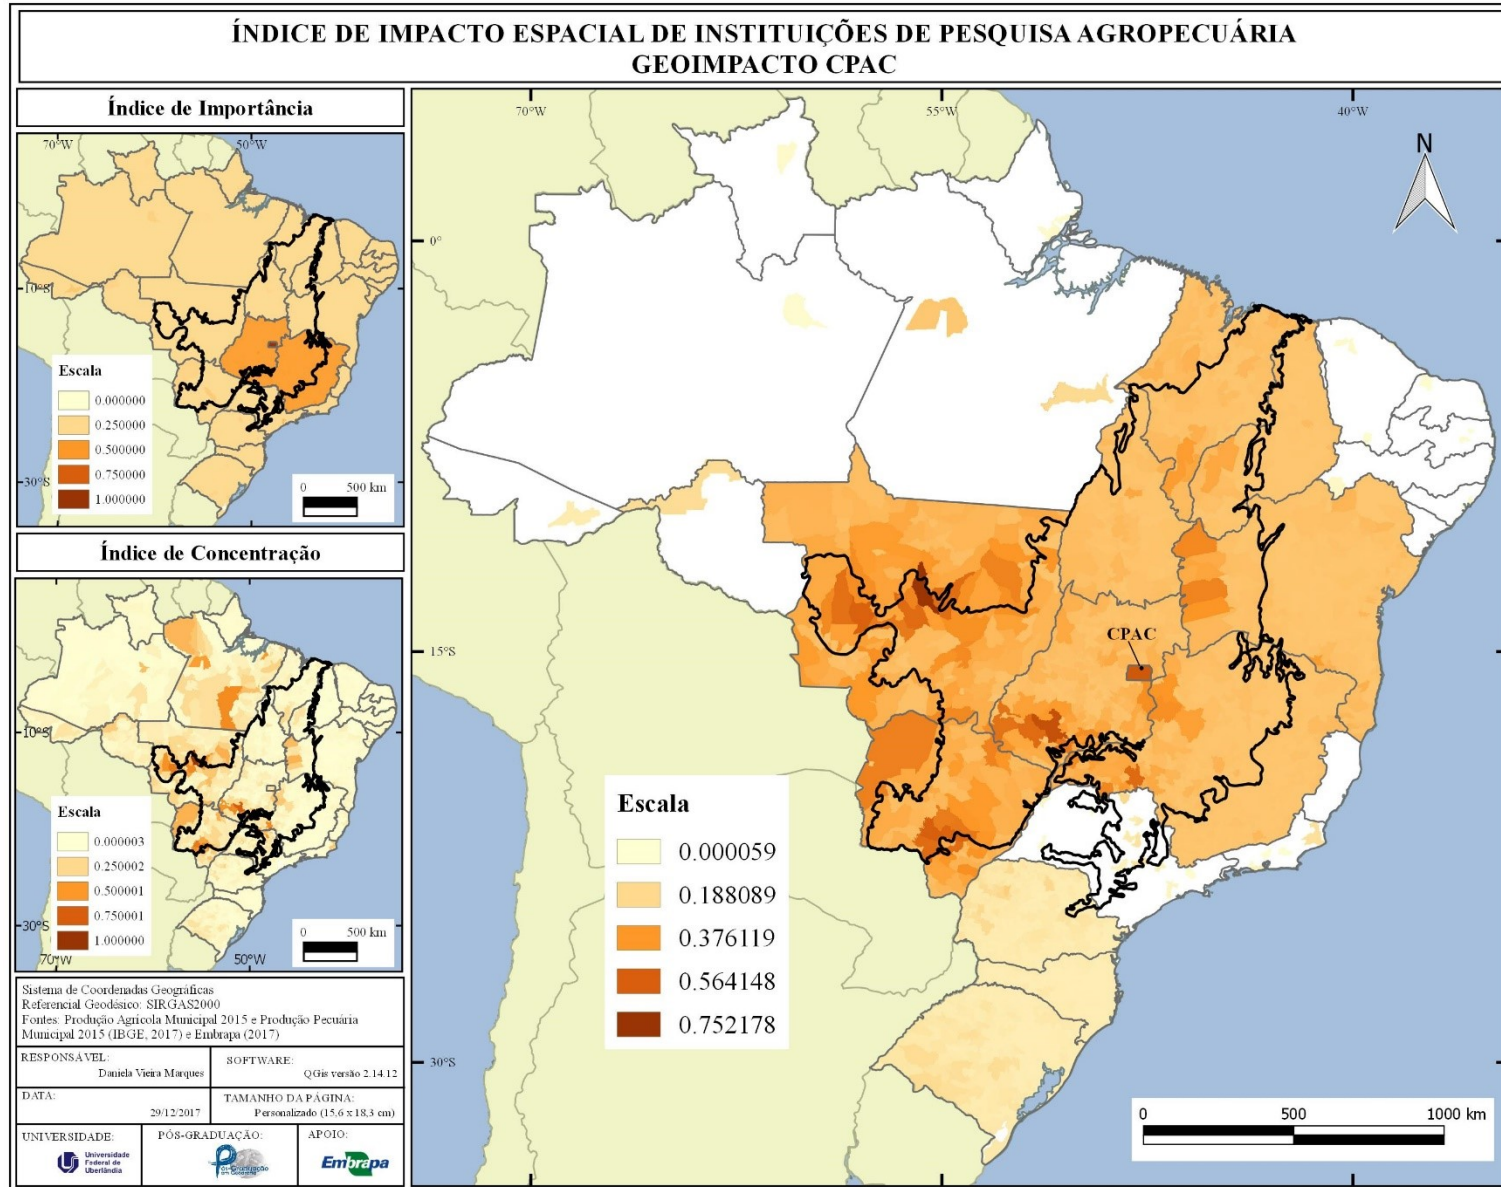 ÍNDICE DE IMPACTO ESPACIAL DE INSTITUIÇÕES DE PESQUISA AGROPECUÁRIA
GEOIMPACTO CPAC
Índice de Importância
70°W
50°W
10°S
30°S
Escala
0.000000
0.250000
0.500000
0.750000
1.000000
0
500 km
Índice de Concentração
10°S
30°S
70°W
50°W
Escala
0.000003
0.250002
0.500001
0.750001
1.000000
0
500 km
Sistema de Coordenadas Geográficas
Referencial Geodésico: SIRGAS2000
Fontes: Produção Agrícola Municipal 2015 e Produção Pecuária
Municipal 2015 (IBGE, 2017) e Embrapa (2017)
RESPONSÁVEL:
Daniela Vieira Marques
SOFTWARE:
QGis versão 2.14.12
DATA:
29/12/2017
TAMANHO DA PÁGINA:
Personalizado (15,6 x 18,3 cm)
UNIVERSIDADE:
Universidade
Federal de
Uberlândia
PÓS-GRADUAÇÃO:
Pós-Graduação
APOIO:
Embrapa
70°W
55°W
40°W
N
0°
15°S
30°S
CPAC
Escala
0.000059
0.188089
0.376119
0.564148
0.752178
0
500
1000 km